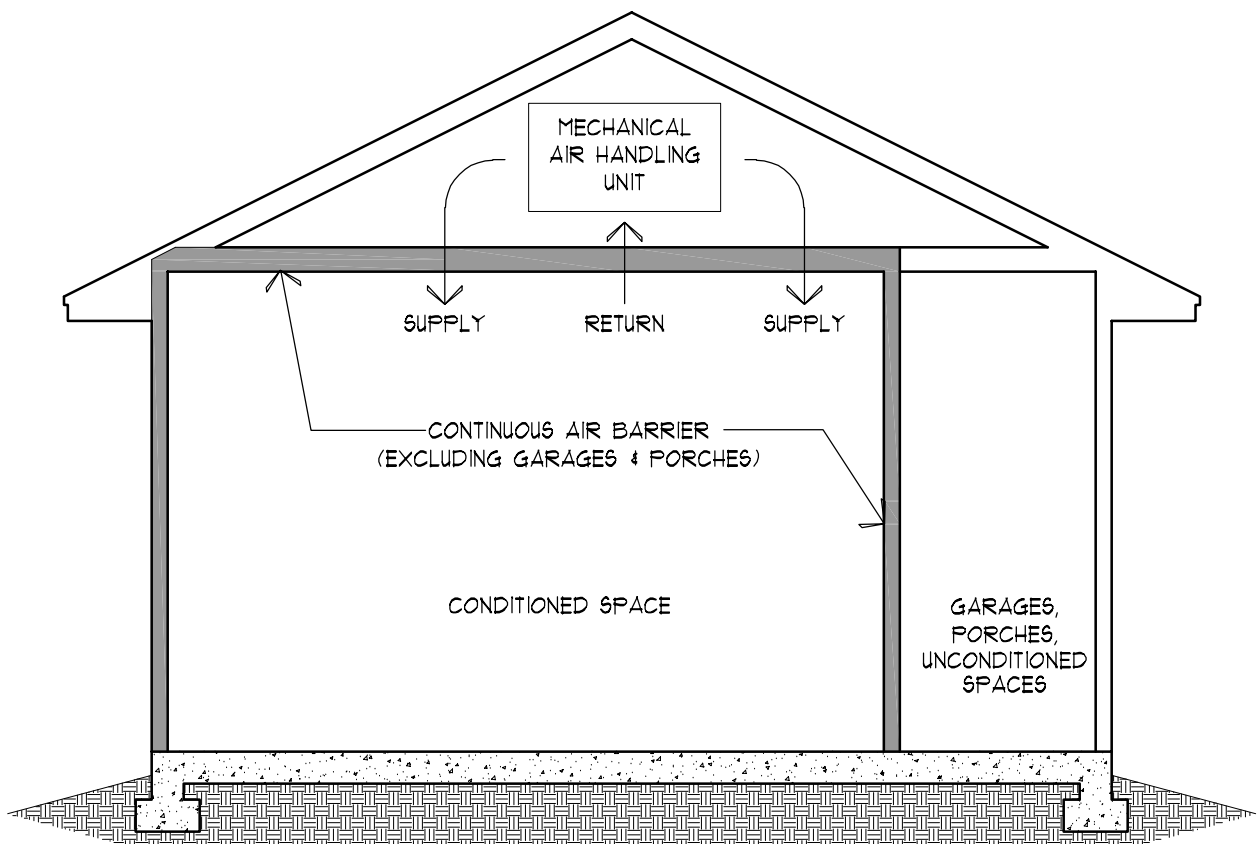 MECHANICAL
AIR HANDLING
UNIT
SUPPLY
RETURN
SUPPLY
CONTINUOUS AIR BARRIER
(EXCLUDING GARAGES & PORCHES)
CONDITIONED SPACE
GARAGES,
PORCHES,
UNCONDITIONED
SPACES